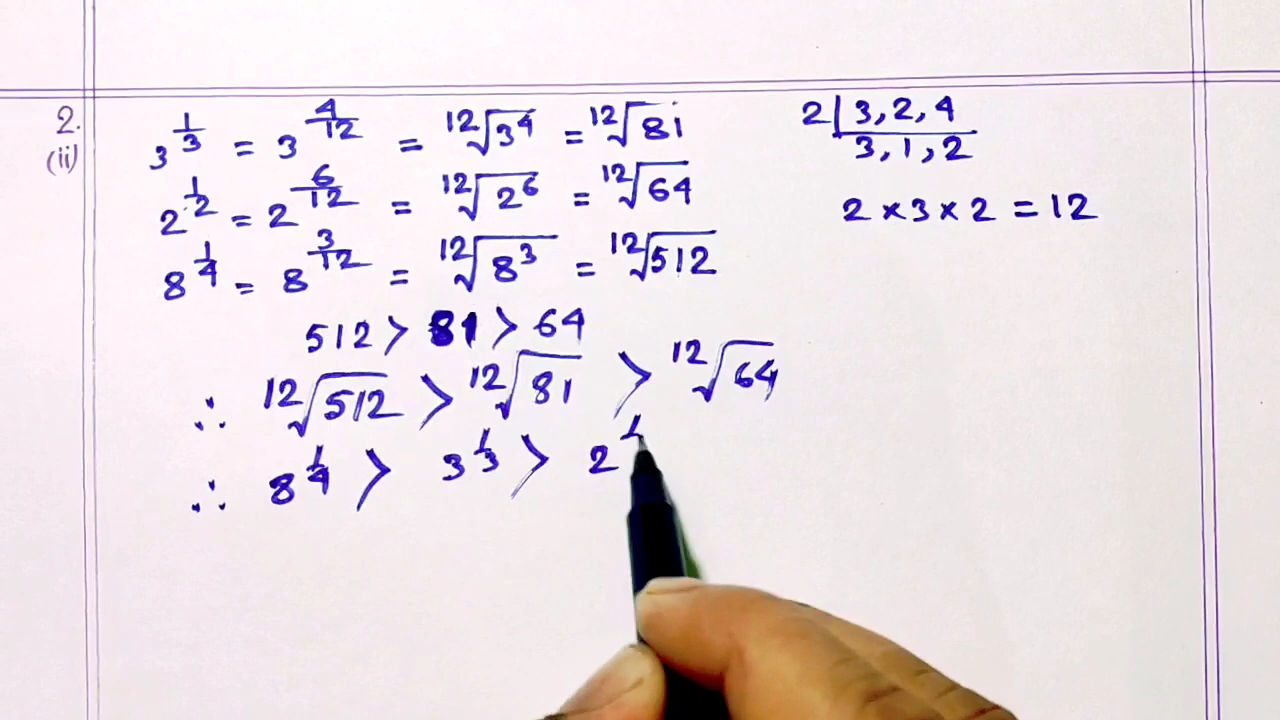 2.
(ii)
3^(1/3) = 3^(4/12) = ¹²√3⁴ = ¹²√81
2^(1/2) = 2^(6/12) = ¹²√2⁶ = ¹²√64
8^(1/4) = 8^(3/12) = ¹²√8³ = ¹²√512
512 > 81 > 64
∴ ¹²√512 > ¹²√81 > ¹²√64
∴ 8^(1/4) > 3^(1/3) > 2^1
2 | 3, 2, 4
3, 1, 2
2 × 3 × 2 = 12